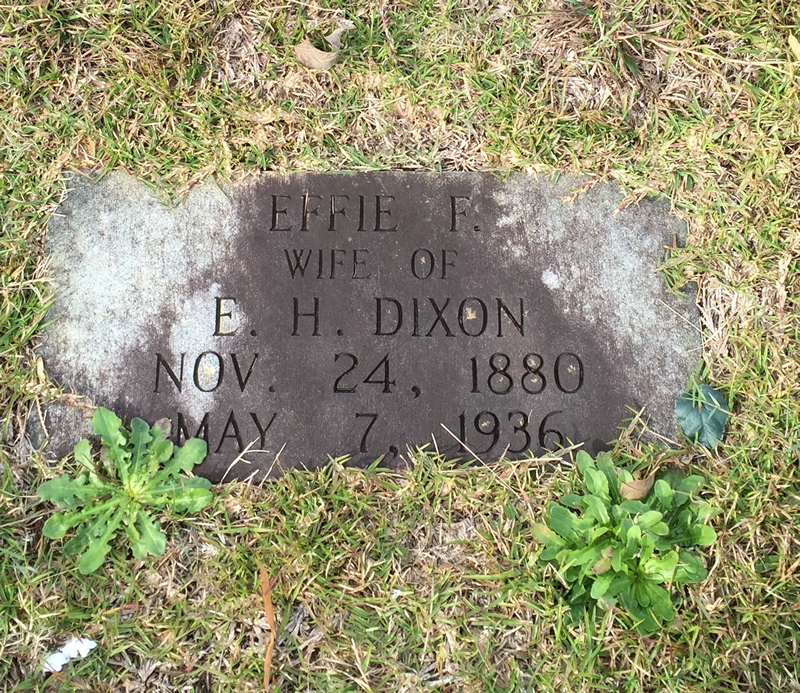 EFFIE F.
WIFE OF
E. H. DIXON
NOV. 24, 1880
MAY 7, 1936